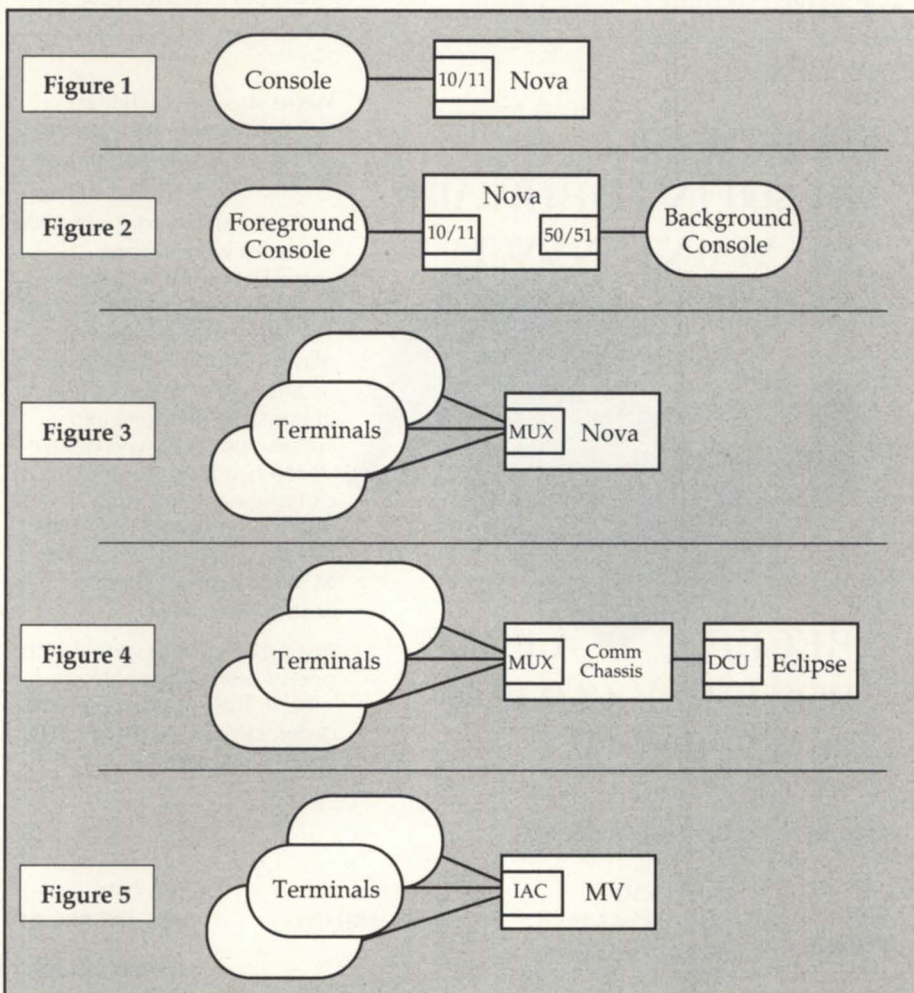 Figure 1
Console
10/11
Nova
Figure 2
Foreground
Console
Nova
10/11
50/51
Background
Console
Figure 3
Terminals
MUX
Nova
Figure 4
Terminals
MUX
Comm
Chassis
DCU
Eclipse
Figure 5
Terminals
IAC
MV